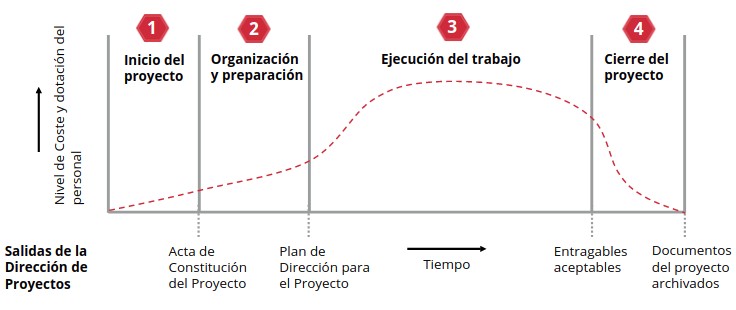 1
Inicio del
proyecto
2
Organización
y preparación
3
Ejecución del trabajo
4
Cierre del
proyecto
Nivel de Coste y dotación del
personal
Salidas de la
Dirección de
Proyectos
Acta de
Constitución
del Proyecto
Plan de
Dirección para
el Proyecto
Tiempo
Entragables
aceptables
Documentos
del proyecto
archivados